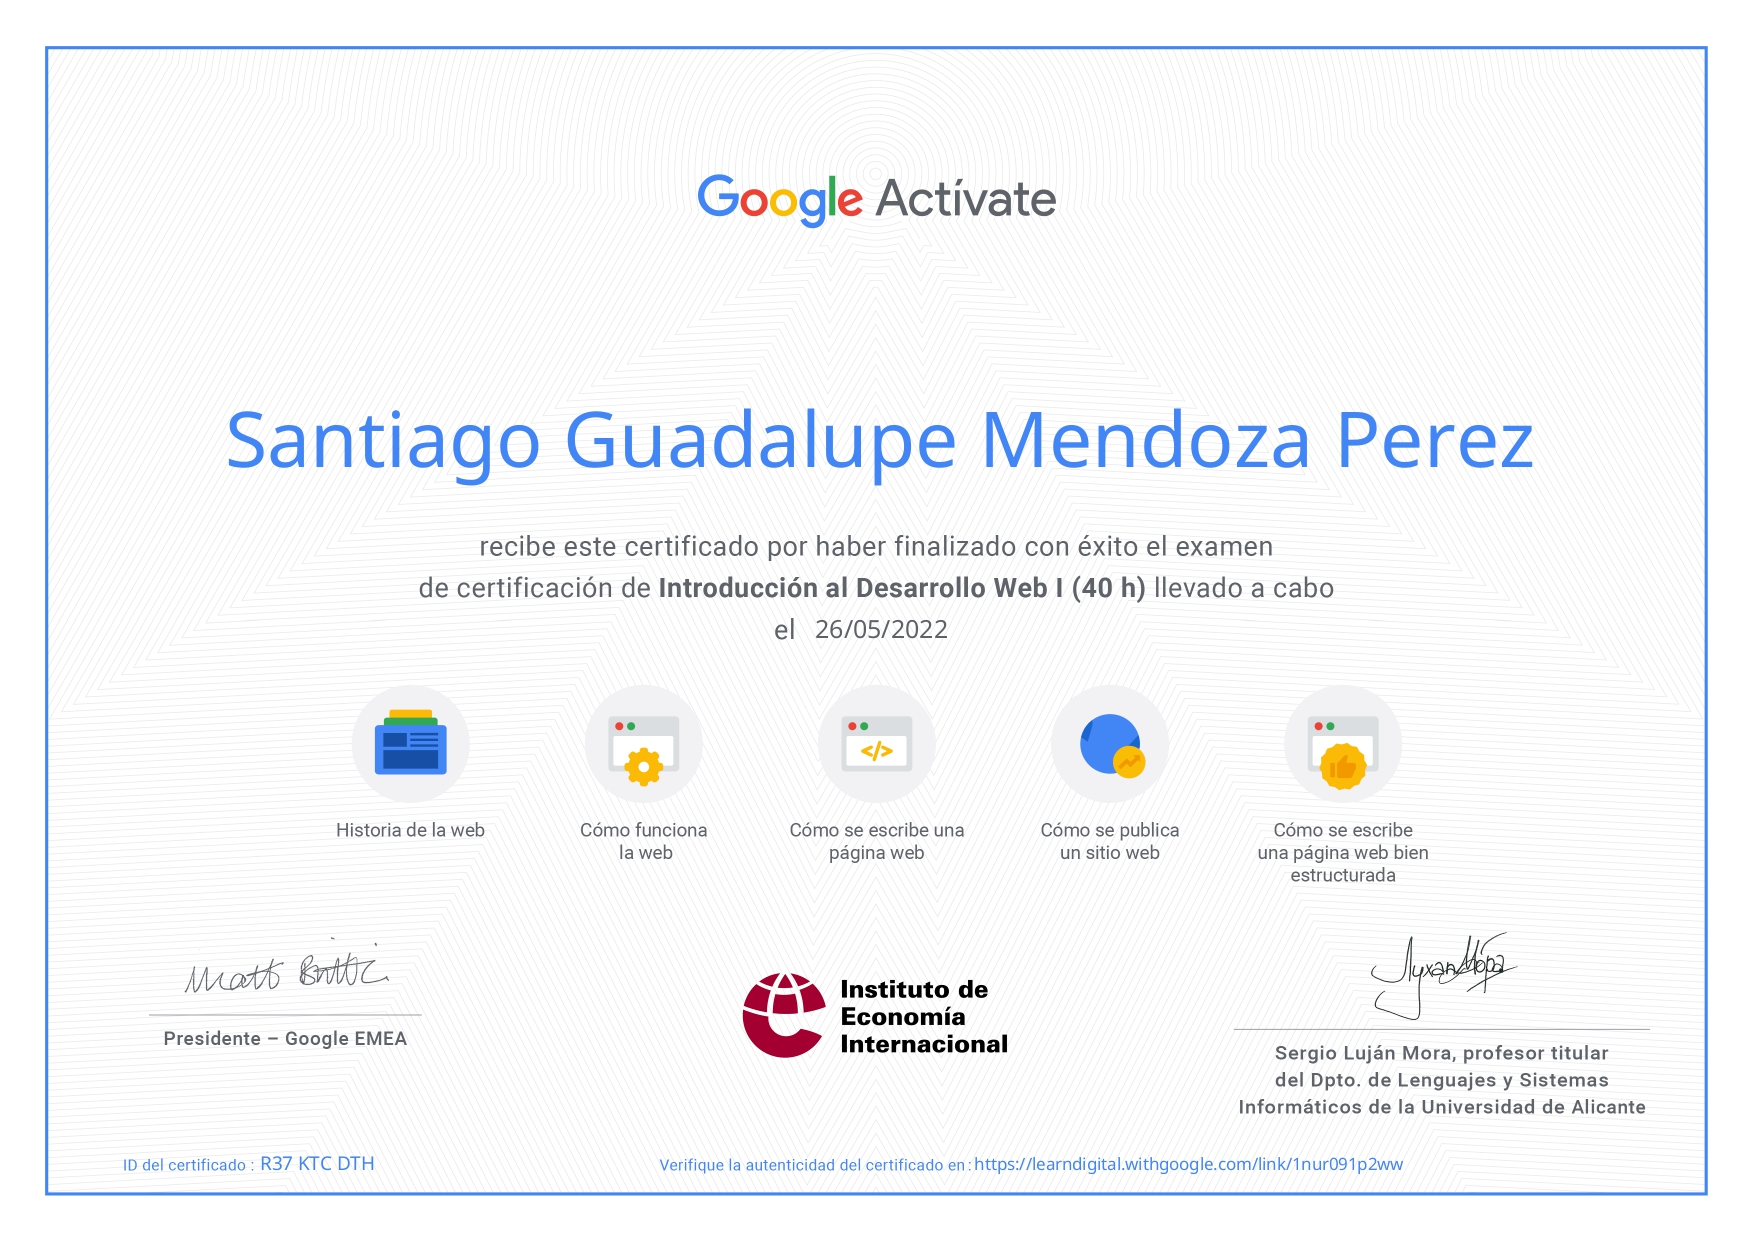 Google Actívate
Santiago Guadalupe Mendoza Perez
recibe este certificado por haber finalizado con éxito el examen
de certificación de Introducción al Desarrollo Web I (40 h) llevado a cabo
el 26/05/2022
</>
Historia de la web
Cómo funciona
la web
Cómo se escribe una
página web
Cómo se publica
un sitio web
Cómo se escribe
una página web bien
estructurada
Matt
Presidente – Google EMEA
Instituto de
Economía
Internacional
Sergio Luján Mora, profesor titular
del Dpto. de Lenguajes y Sistemas
Informáticos de la Universidad de Alicante
ID del certificado : R37 KTC DTH
Verifique la autenticidad del certificado en : https://learndigital.withgoogle.com/link/1nur091p2ww